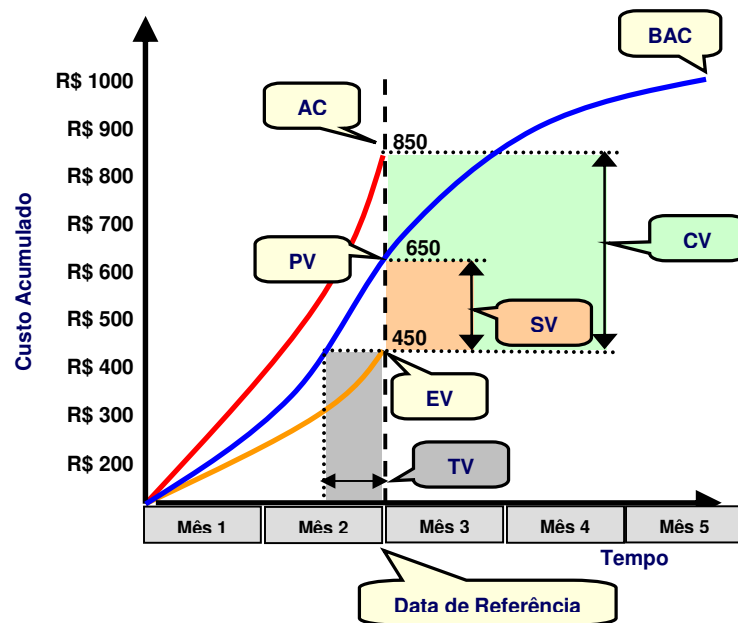 BAC
R$ 1000
AC
R$ 900
850
R$ 800
R$ 700
650
CV
PV
R$ 600
R$ 500
SV
450
R$ 400
EV
R$ 300
R$ 200
TV
Custo Acumulado
Mês 1 Mês 2 Mês 3 Mês 4 Mês 5
Tempo
Data de Referência